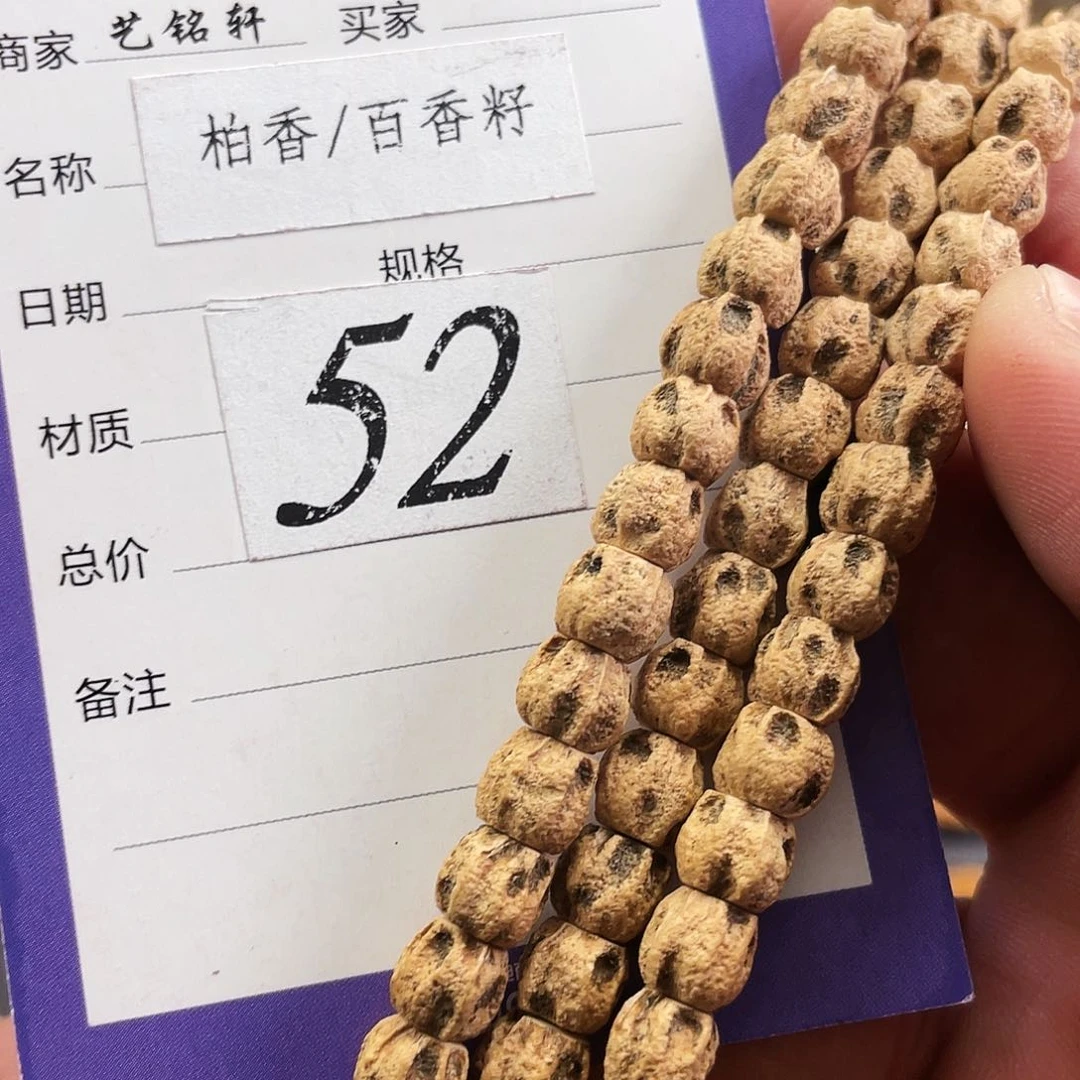 商家 艺铭轩 买家
名称 柏香/百香籽
日期 规格
材质 52
总价
备注